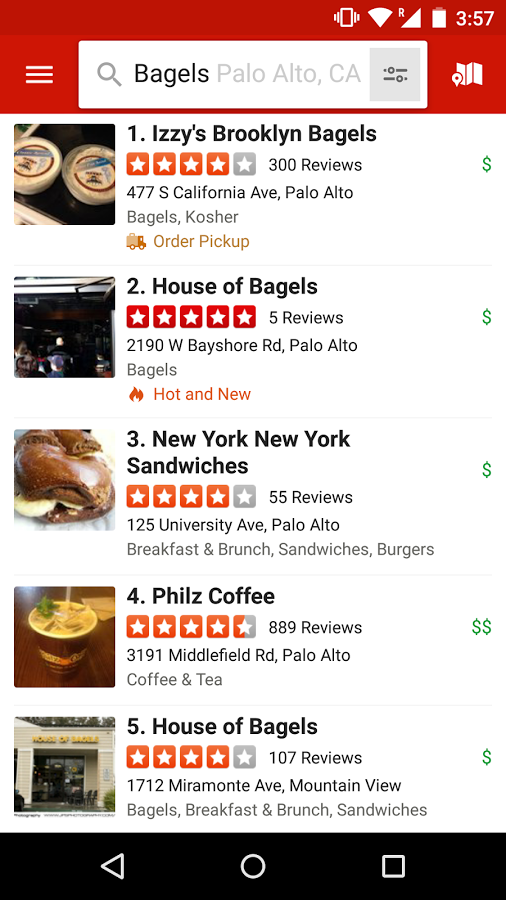 R 3:57
Bagels Palo Alto, CA
1. Izzy's Brooklyn Bagels
300 Reviews $
477 S California Ave, Palo Alto
Bagels, Kosher
Order Pickup
2. House of Bagels
5 Reviews $
2190 W Bayshore Rd, Palo Alto
Bagels
Hot and New
3. New York New York
Sandwiches
$
55 Reviews
125 University Ave, Palo Alto
Breakfast & Brunch, Sandwiches, Burgers
4. Philz Coffee
889 Reviews $$
3191 Middlefield Rd, Palo Alto
Coffee & Tea
HOUSE OF BAGELS
5. House of Bagels
107 Reviews $
1712 Miramonte Ave, Mountain View
Bagels, Breakfast & Brunch, Sandwiches